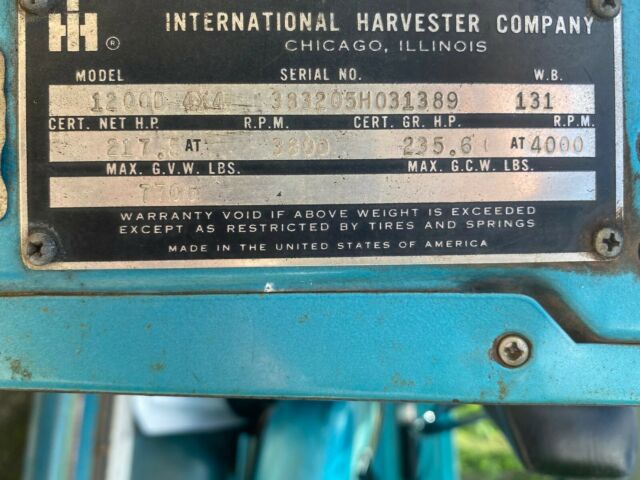 IH ® INTERNATIONAL HARVESTER COMPANY
CHICAGO, ILLINOIS
MODEL SERIAL NO. W.B.
1200D 4X4 383205H031389 131
CERT. NET H.P. R.P.M. CERT. GR. H.P. R.P.M.
AT 235.6 AT 4000
MAX. G.V.W. LBS. MAX. G.C.W. LBS.
WARRANTY VOID IF ABOVE WEIGHT IS EXCEEDED
EXCEPT AS RESTRICTED BY TIRES AND SPRINGS
MADE IN THE UNITED STATES OF AMERICA